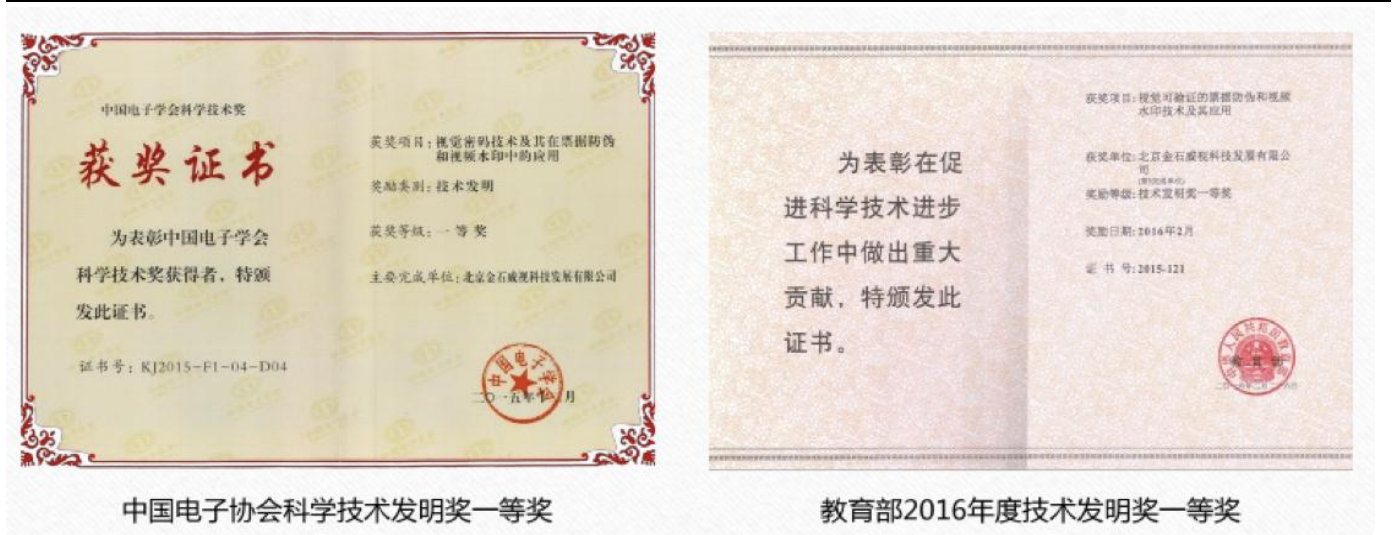 中国电子学会科学技术奖
获奖证书
为表彰中国电子学会
科学技术奖获得者，特颁
发此证书。
证书号：KJ2015-F1-04-D04
获奖项目：视觉密码技术及其在票据防伪
和视频水印中的应用
奖励类别：技术发明
获奖等级：一等奖
主要完成单位：北京金石威视科技发展有限公司
中国电子学会
中国电子协会科学技术发明奖一等奖
为表彰在促
进科学技术进步
工作中做出重大
贡献，特颁发此
证书。
获奖项目：视觉可验证的票据防伪和视频
水印技术及其应用
获奖单位：北京金石威视科技发展有限公
司
奖励等级：技术发明奖一等奖
奖励日期：2016年2月
证 书 号：2015-121
教育部2016年度技术发明奖一等奖